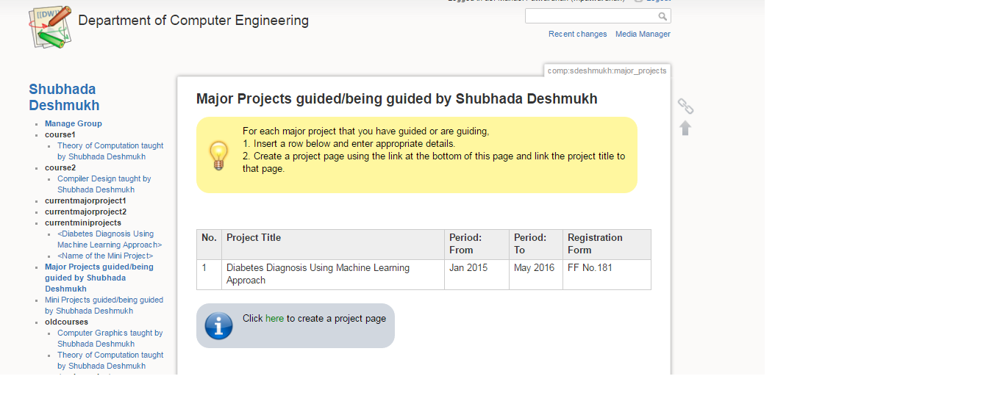 [[DW]]
Department of Computer Engineering
Recent changes Media Manager
comp:sdeshmukh:major_projects
Shubhada
Deshmukh
Manage Group
course1
Theory of Computation taught
by Shubhada Deshmukh
course2
Compiler Design taught by
Shubhada Deshmukh
currentmajorproject1
currentmajorproject2
currentminiprojects
<Diabetes Diagnosis Using
Machine Learning Approach>
<Name of the Mini Project>
Major Projects guided/being
guided by Shubhada
Deshmukh
Mini Projects guided/being guided
by Shubhada Deshmukh
oldcourses
Computer Graphics taught by
Shubhada Deshmukh
Theory of Computation taught
by Shubhada Deshmukh
Major Projects guided/being guided by Shubhada Deshmukh
For each major project that you have guided or are guiding,
1. Insert a row below and enter appropriate details.
2. Create a project page using the link at the bottom of this page and link the project title to
that page.
No. Project Title Period: From Period: To Registration Form
1 Diabetes Diagnosis Using Machine Learning Jan 2015 May 2016 FF No.181
Approach
Click here to create a project page